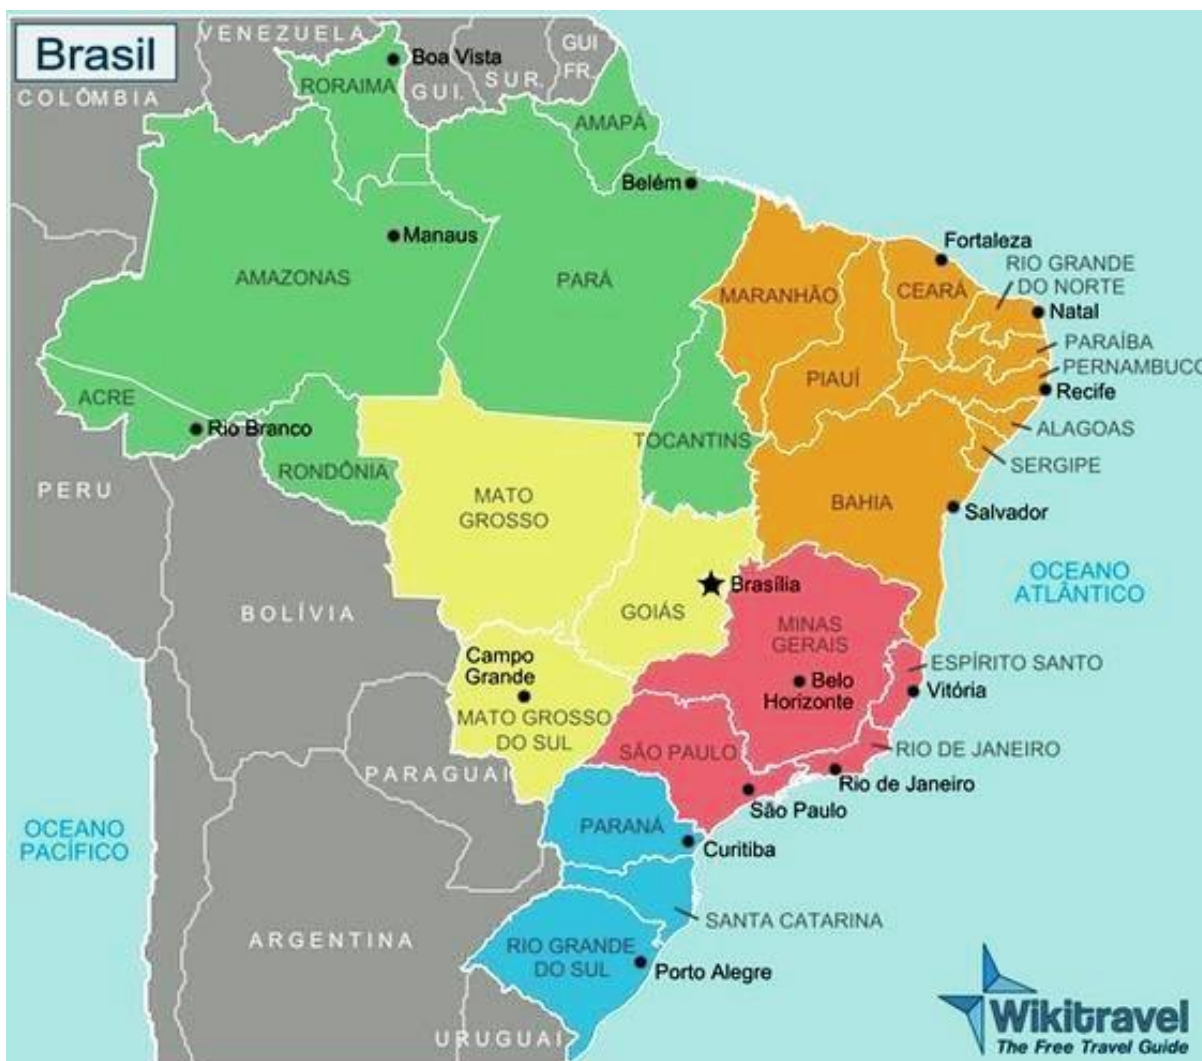 Brasil
VENEZUELA
COLÔMBIA
Boa Vista
RORAIMA
GUI.
SUR.
GUI
FR.
AMAPÁ
Belém
Manaus
AMAZONAS
PARÁ
Fortaleza
RIO GRANDE
DO NORTE
MARANHÃO
CEARÁ
Natal
PARAÍBA
PIAUÍ
PERNAMBUCO
Recife
ACRE
Rio Branco
TOCANTINS
ALAGOAS
RONDÔNIA
SERGIPE
PERU
MATO
GROSSO
BAHIA
Salvador
OCEANO
ATLÂNTICO
Brasília
GOIÁS
BOLÍVIA
MINAS
GERAIS
Campo
Grande
ESPÍRITO SANTO
Belo
Horizonte
Vitória
MATO GROSSO
DO SUL
SÃO PAULO
RIO DE JANEIRO
PARAGUAI
Rio de Janeiro
São Paulo
OCEANO
PACÍFICO
PARANÁ
Curitiba
SANTA CATARINA
ARGENTINA
RIO GRANDE
DO SUL
Porto Alegre
URUGUAI
Wikitravel
The Free Travel Guide